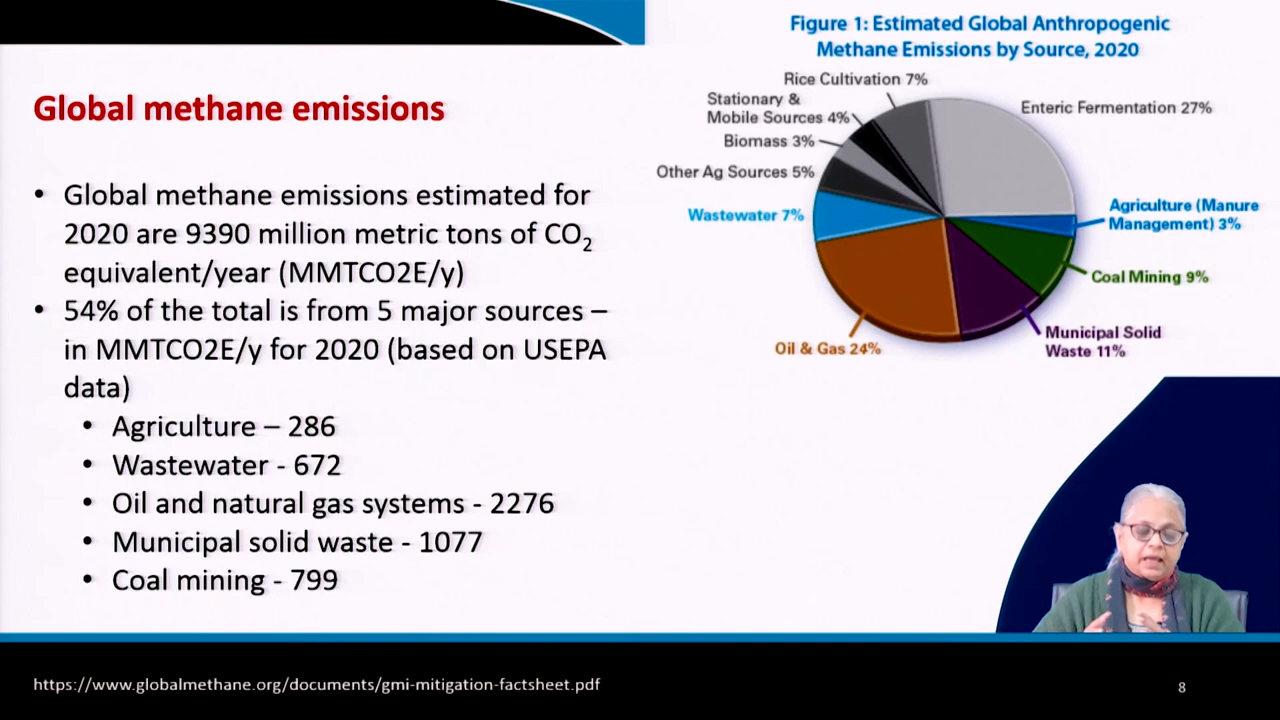 Figure 1: Estimated Global Anthropogenic
Methane Emissions by Source, 2020
Global methane emissions
• Global methane emissions estimated for
2020 are 9390 million metric tons of CO2
equivalent/year (MMTCO2E/y)
• 54% of the total is from 5 major sources –
in MMTCO2E/y for 2020 (based on USEPA
data)
• Agriculture – 286
• Wastewater - 672
• Oil and natural gas systems - 2276
• Municipal solid waste - 1077
• Coal mining - 799
Rice Cultivation 7%
Stationary &
Mobile Sources 4%
Biomass 3%
Other Ag Sources 5%
Wastewater 7%
Oil & Gas 24%
Enteric Fermentation 27%
Agriculture (Manure
Management) 3%
Coal Mining 9%
Municipal Solid
Waste 11%
https://www.globalmethane.org/documents/gmi-mitigation-factsheet.pdf
8